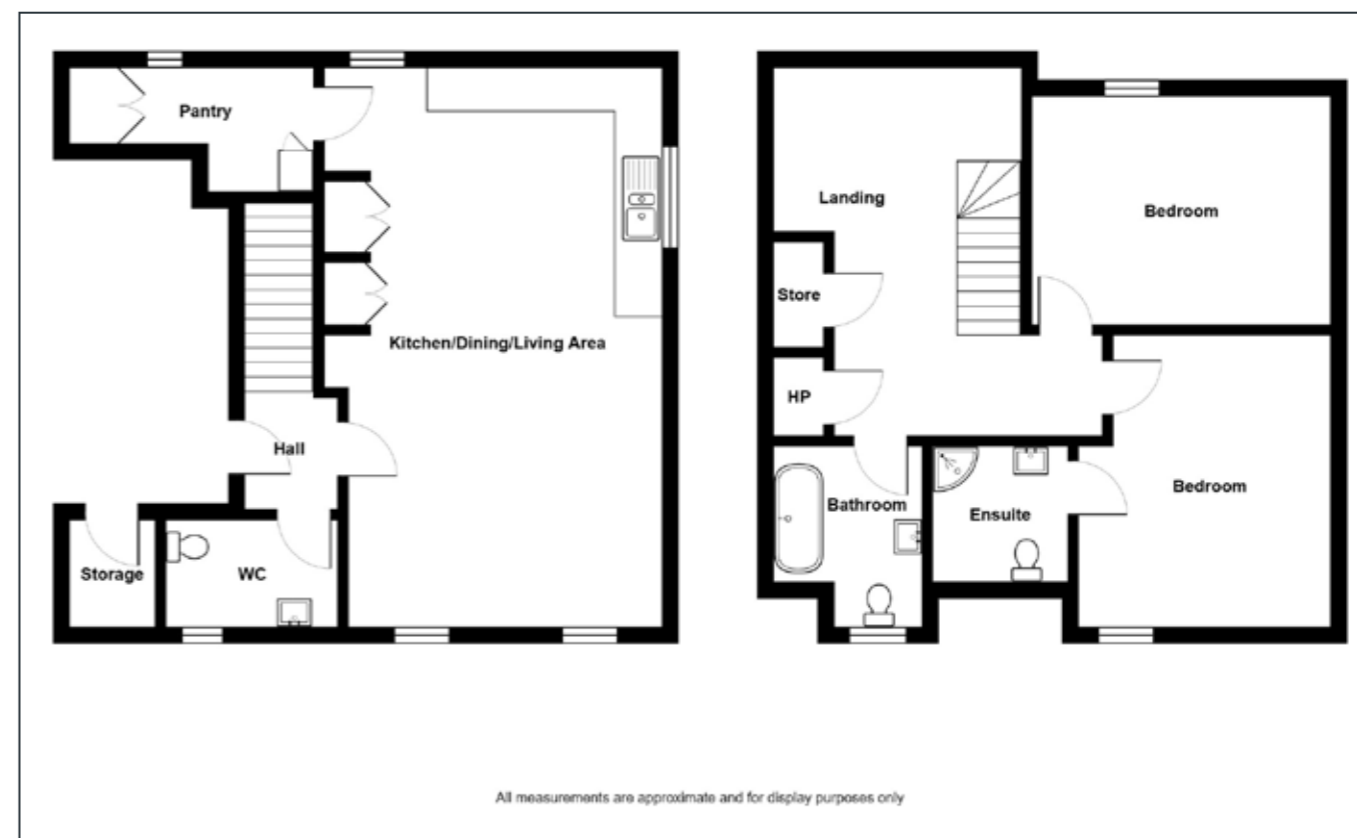 Pantry
Kitchen/Dining/Living Area
Hall
Storage
WC
Landing
Bedroom
Store
HP
Bathroom
Ensuite
Bedroom
All measurements are approximate and for display purposes only